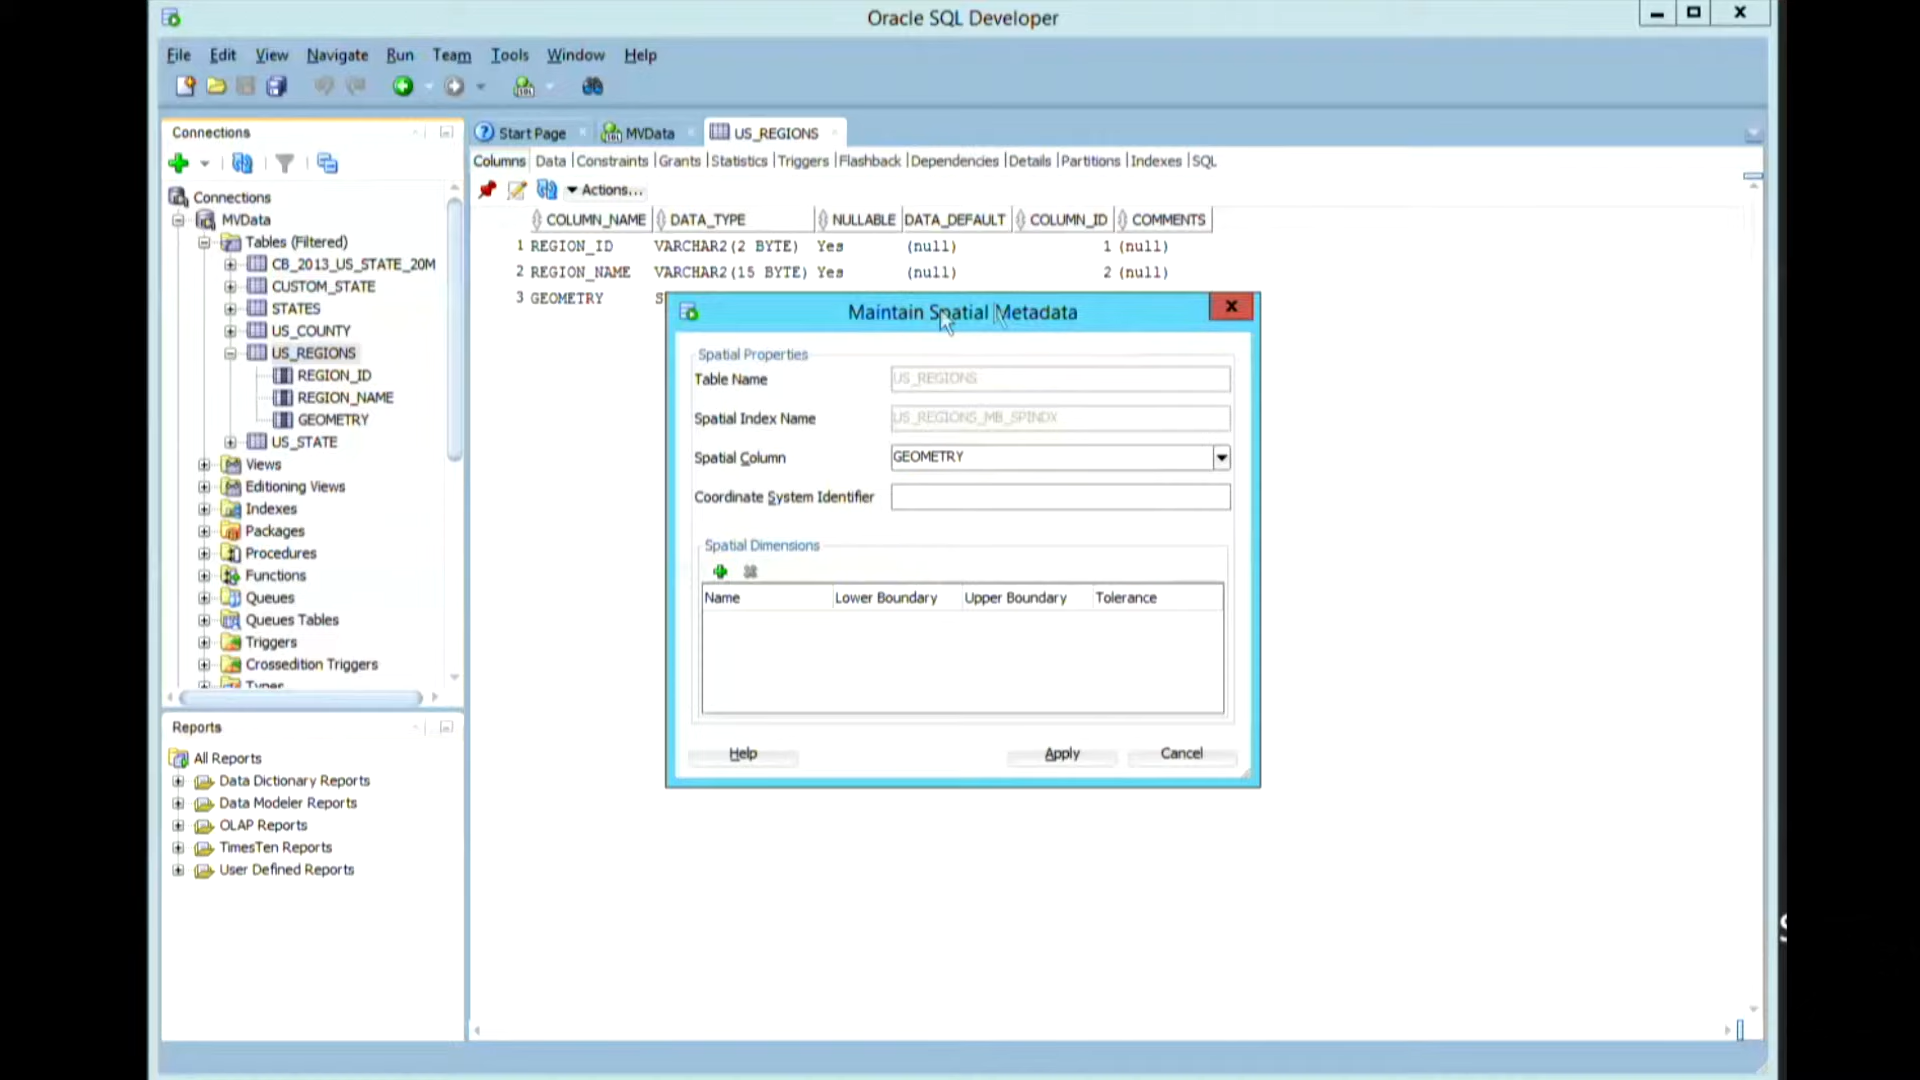 Oracle SQL Developer
File Edit View Navigate Run Team Tools Window Help
Connections
Connections
MVData
Tables (Filtered)
CB_2013_US_STATE_20M
CUSTOM_STATE
STATES
US_COUNTY
US_REGIONS
REGION_ID
REGION_NAME
GEOMETRY
US_STATE
Views
Editioning Views
Indexes
Packages
Procedures
Functions
Queues
Queues Tables
Triggers
Crossedition Triggers
Types
Reports
All Reports
Data Dictionary Reports
Data Modeler Reports
OLAP Reports
TimesTen Reports
User Defined Reports
Start Page MVData US_REGIONS
Columns Data Constraints Grants Statistics Triggers Flashback Dependencies Details Partitions Indexes SQL
Actions...
COLUMN_NAME DATA_TYPE NULLABLE DATA_DEFAULT COLUMN_ID COMMENTS
1 REGION_ID VARCHAR2(2 BYTE) Yes (null) 1 (null)
2 REGION_NAME VARCHAR2(15 BYTE) Yes (null) 2 (null)
3 GEOMETRY S
Maintain Spatial Metadata
Spatial Properties
Table Name US_REGIONS
Spatial Index Name US_REGIONS_MB_SPINDX
Spatial Column GEOMETRY
Coordinate System Identifier
Spatial Dimensions
Name Lower Boundary Upper Boundary Tolerance
Help Apply Cancel